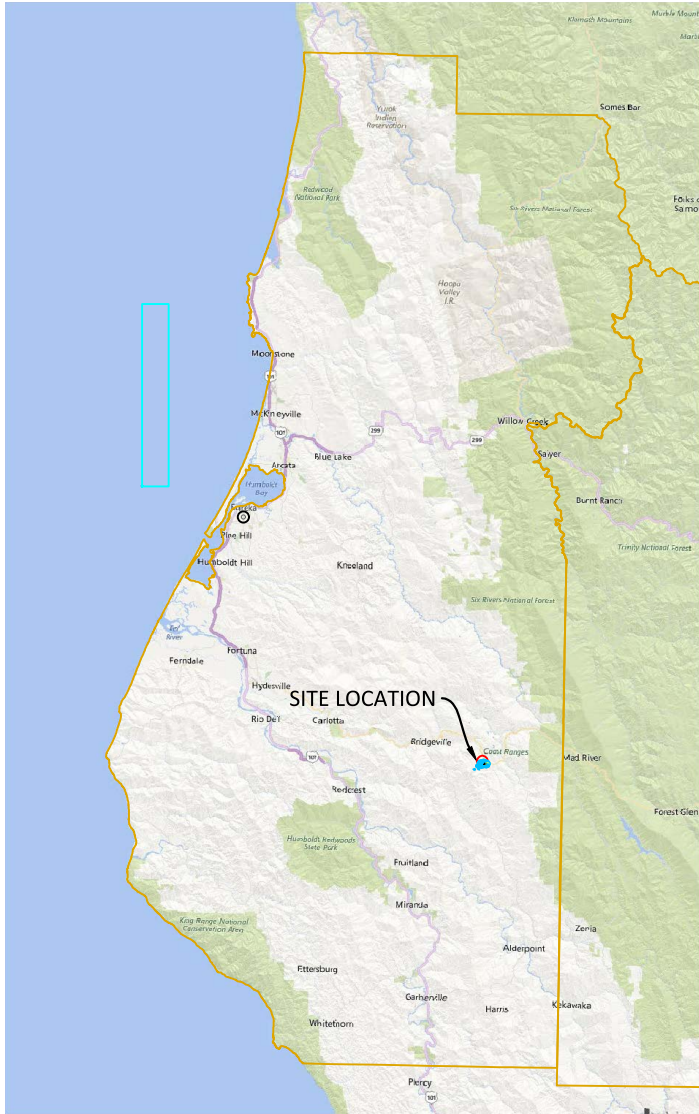 Klamath Mountains
Somes Bar
Yurok
Indian
Reservation
Redwood
National Park
Six Rivers National Forest
Hoopa
Valley
I.R.
Moonstone
101
McKinleyville
101
299
Willow Creek
299
Blue Lake
Arcata
Salyer
Humboldt
Bay
Burnt Ranch
Eureka
Pine Hill
Trinity National Forest
Humboldt Hill
Kneeland
Six Rivers National Forest
Eel
River
Fortuna
Ferndale
Hydesville
SITE LOCATION
Rio Dell
Carlotta
Bridgeville
Coast Ranges
101
Mad River
Redcrest
Forest Glen
Humboldt Redwoods
State Park
Fruitland
Miranda
King Range National
Conservation Area
Zenia
Alderpoint
Ettersburg
Garberville
Harris
Kekawaka
Whitethorn
Piercy
101